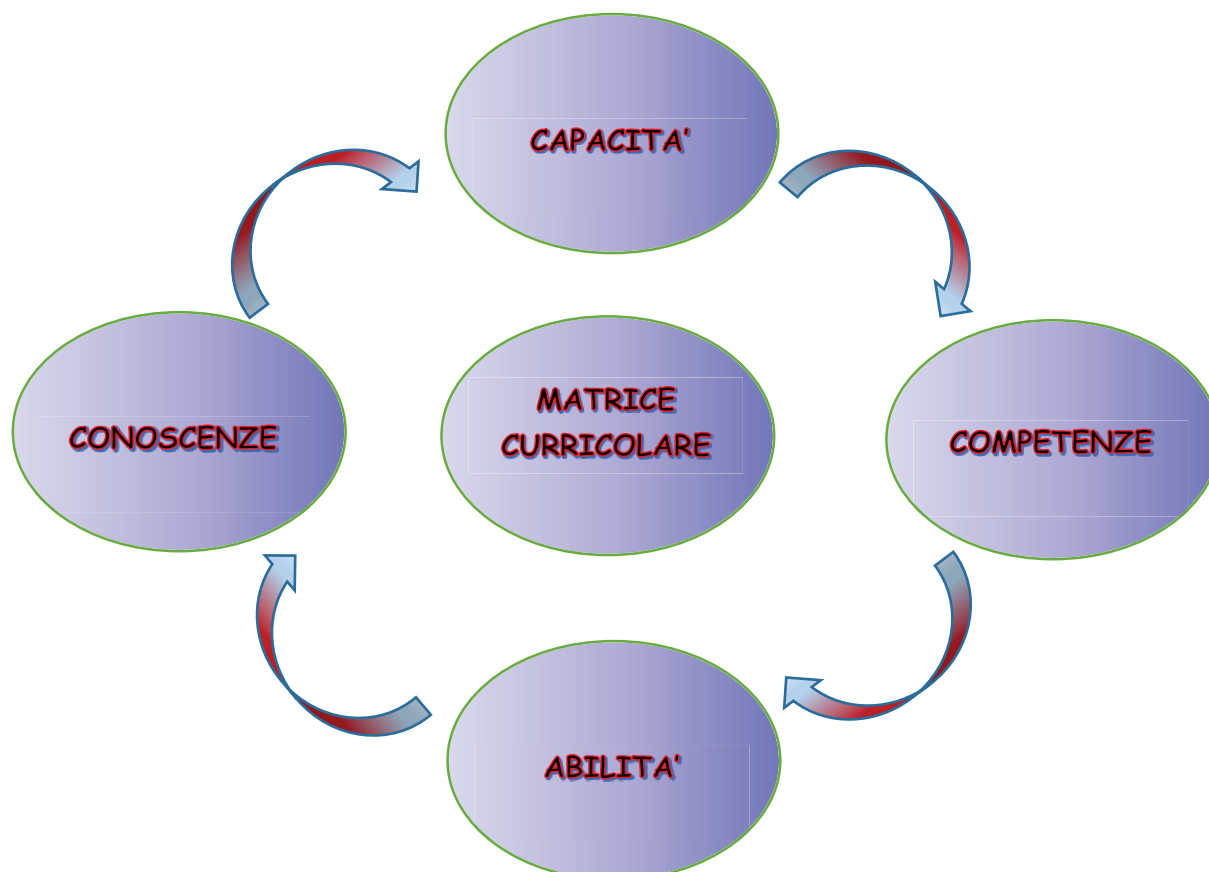 CAPACITA'
CONOSCENZE
MATRICE
CURRICOLARE
COMPETENZE
ABILITA'